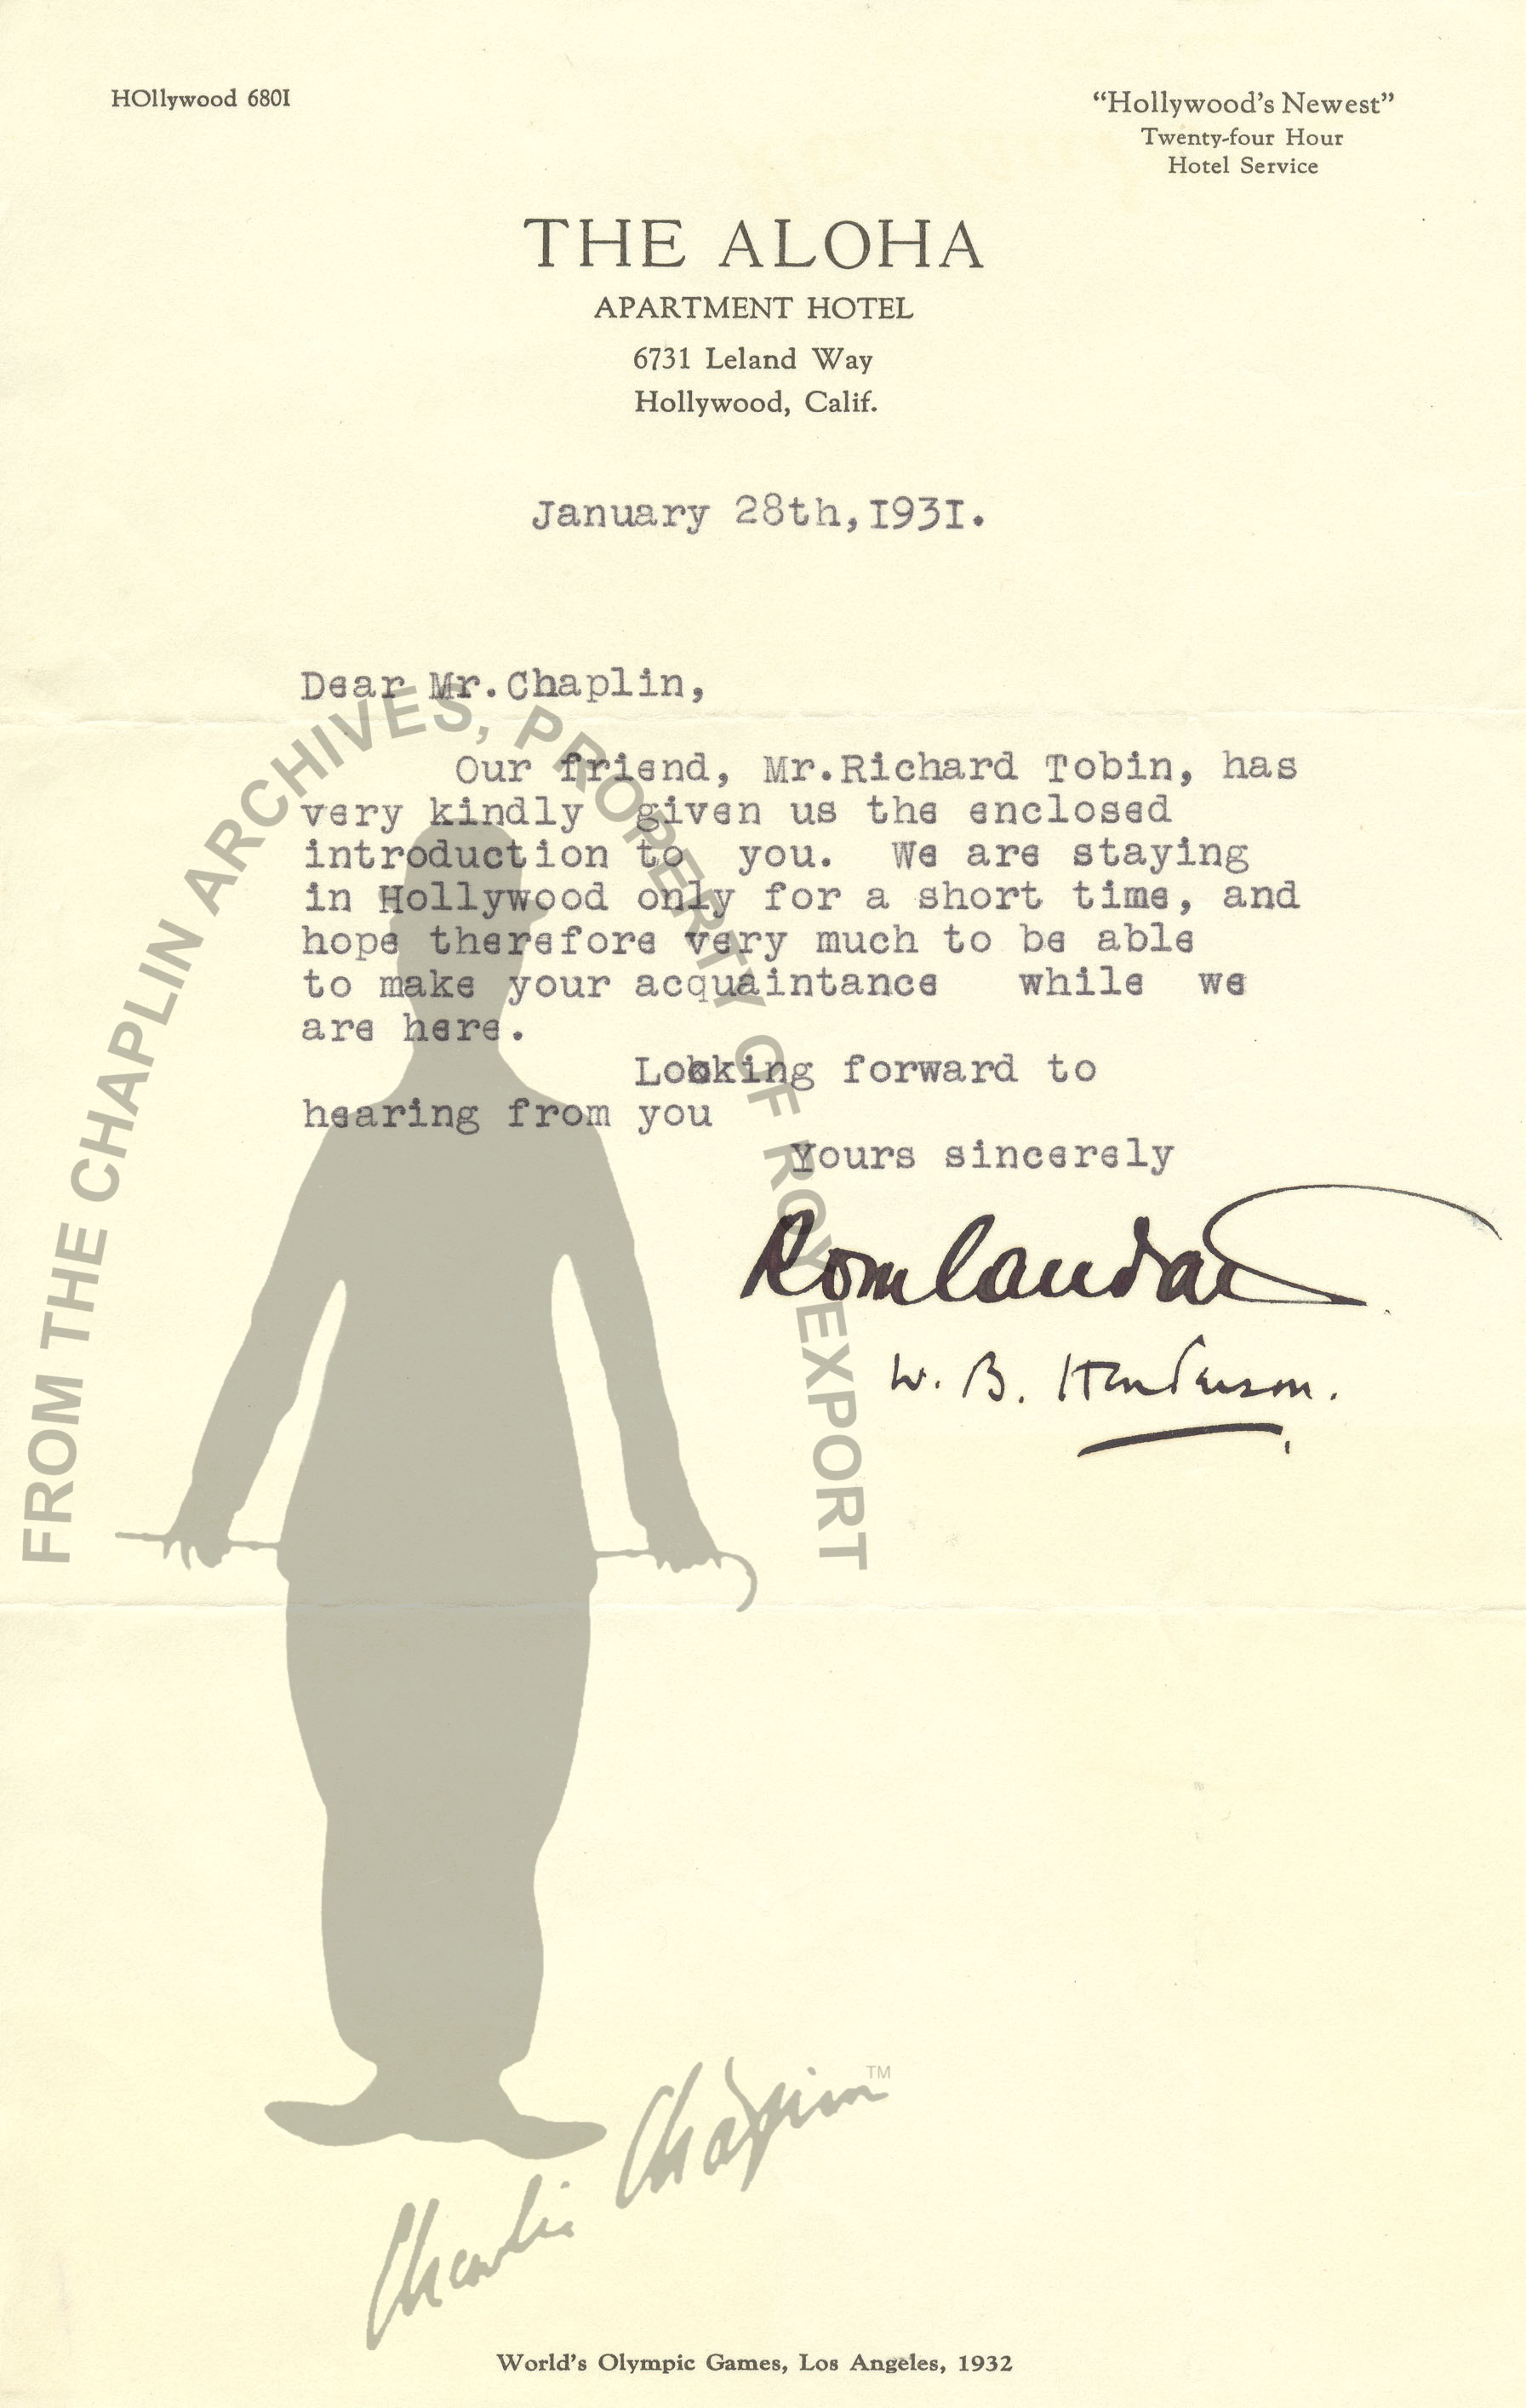 HOllywood 680I
“Hollywood's Newest”
Twenty-four Hour
Hotel Service
THE ALOHA
APARTMENT HOTEL
6731 Leland Way
Hollywood, Calif.
January 28th,I93I.
Dear Mr.Chaplin,
Our friend, Mr.Richard Tobin, has
very kindly given us the enclosed
introduction to you. We are staying
in Hollywood only for a short time, and
hope therefore very much to be able
to make your acquaintance while we
are here.
Looking forward to
hearing from you
Yours sincerely
Romlandau
W. B. Henderson.
FROM THE CHAPLIN ARCHIVES, PROPERTY OF ROY EXPORT
Charlie Chaplin TM
World's Olympic Games, Los Angeles, 1932